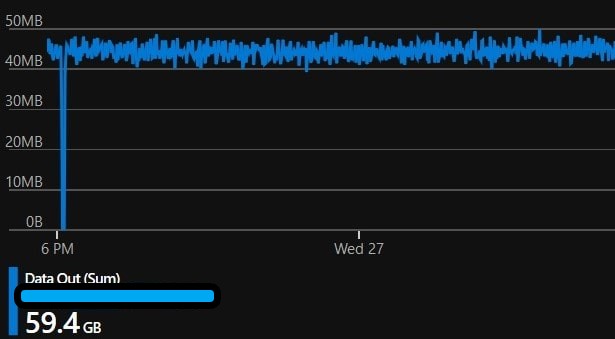 50MB
40MB
30MB
20MB
10MB
0B
6 PM
Wed 27
Data Out (Sum)
59.4 GB